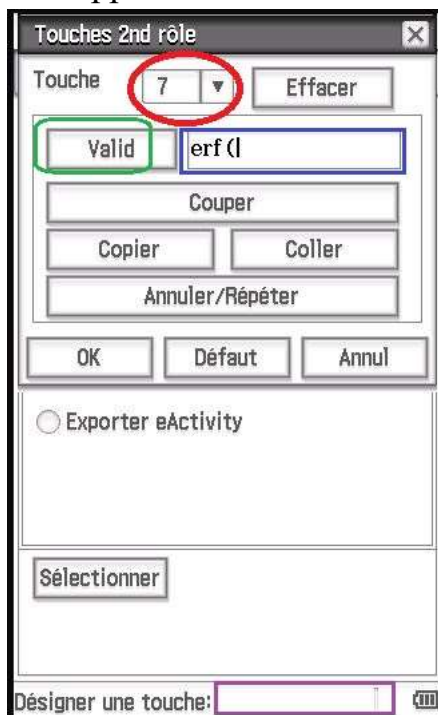 Touches 2nd rôle
Touche 7 Effacer
Valid erf (
Couper
Copier Coller
Annuler/Répéter
OK Défaut Annul
Exporter eActivity
Sélectionner
Désigner une touche: